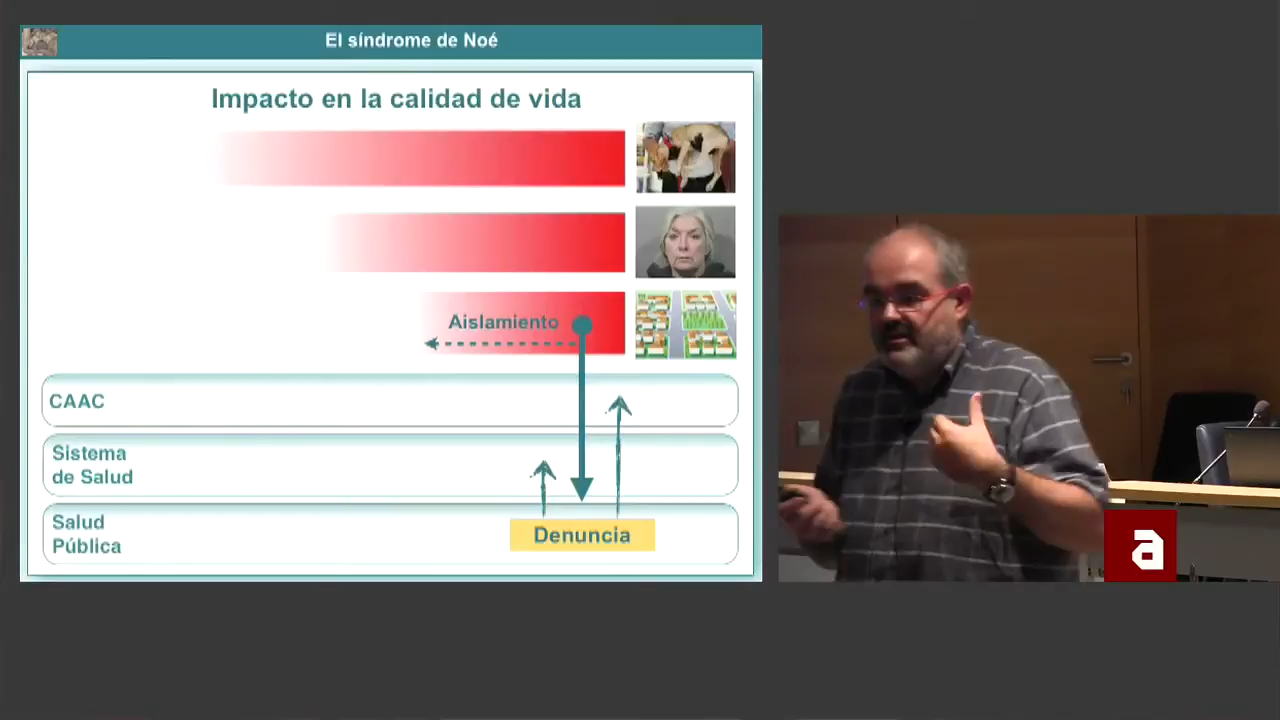 El síndrome de Noé
Impacto en la calidad de vida
Aislamiento
CAAC
Sistema
de Salud
Salud
Pública
Denuncia
a